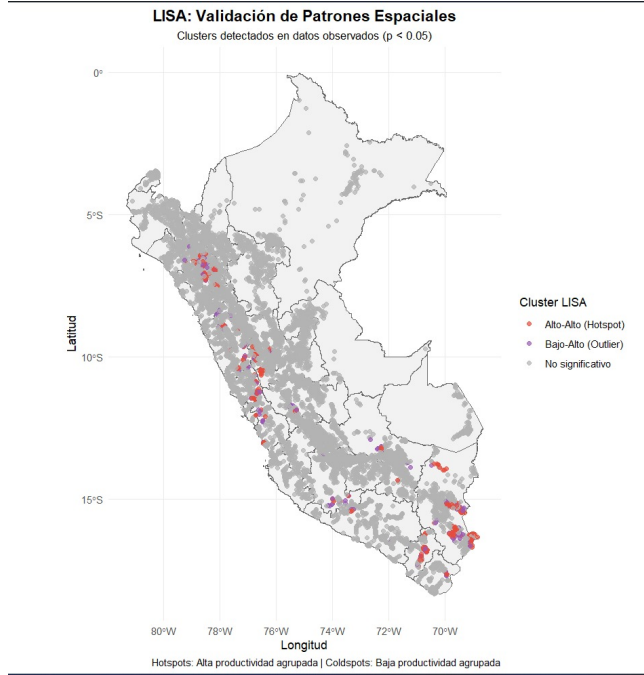 LISA: Validación de Patrones Espaciales
Clusters detectados en datos observados (p < 0.05)
0°
5°S
10°S
15°S
Latitud
80°W
78°W
76°W
74°W
72°W
70°W
Longitud
Cluster LISA
Alto-Alto (Hotspot)
Bajo-Alto (Outlier)
No significativo
Hotspots: Alta productividad agrupada | Coldspots: Baja productividad agrupada